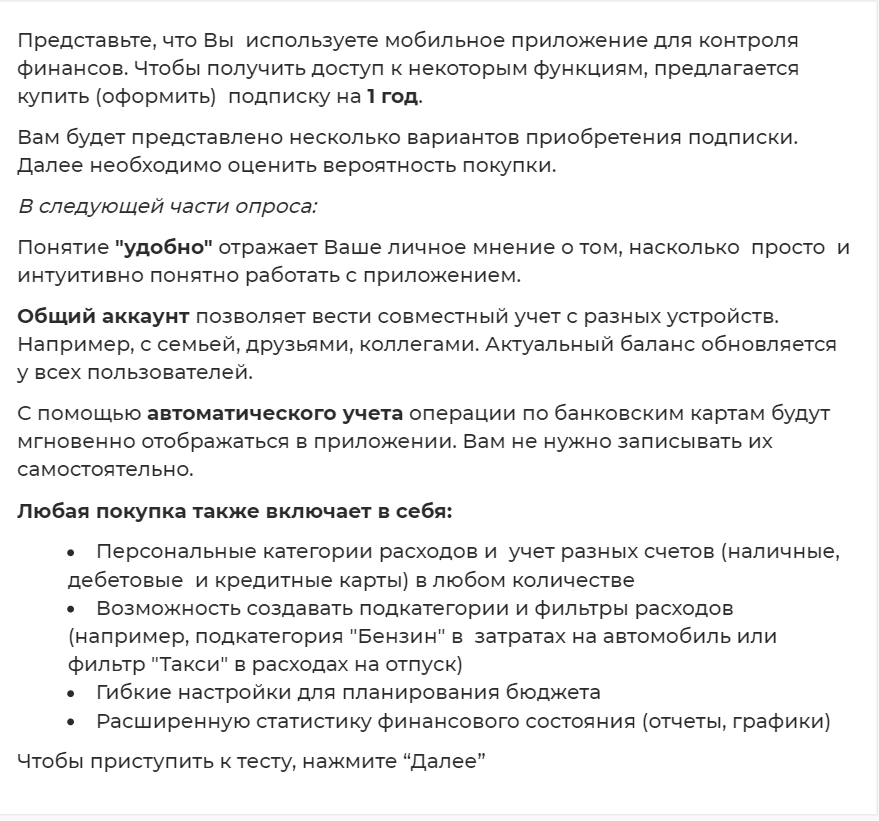 Представьте, что Вы  используете мобильное приложение для контроля
финансов. Чтобы получить доступ к некоторым функциям, предлагается
купить (оформить)  подписку на 1 год.
Вам будет представлено несколько вариантов приобретения подписки.
Далее необходимо оценить вероятность покупки.
В следующей части опроса:
Понятие "удобно" отражает Ваше личное мнение о том, насколько  просто  и
интуитивно понятно работать с приложением.
Общий аккаунт позволяет вести совместный учет с разных устройств.
Например, с семьей, друзьями, коллегами. Актуальный баланс обновляется
у всех пользователей.
С помощью автоматического учета операции по банковским картам будут
мгновенно отображаться в приложении. Вам не нужно записывать их
самостоятельно.
Любая покупка также включает в себя:
• Персональные категории расходов и  учет разных счетов (наличные,
дебетовые  и кредитные карты) в любом количестве
• Возможность создавать подкатегории и фильтры расходов
(например, подкатегория "Бензин" в  затратах на автомобиль или
фильтр "Такси" в расходах на отпуск)
• Гибкие настройки для планирования бюджета
• Расширенную статистику финансового состояния (отчеты, графики)
Чтобы приступить к тесту, нажмите “Далее”